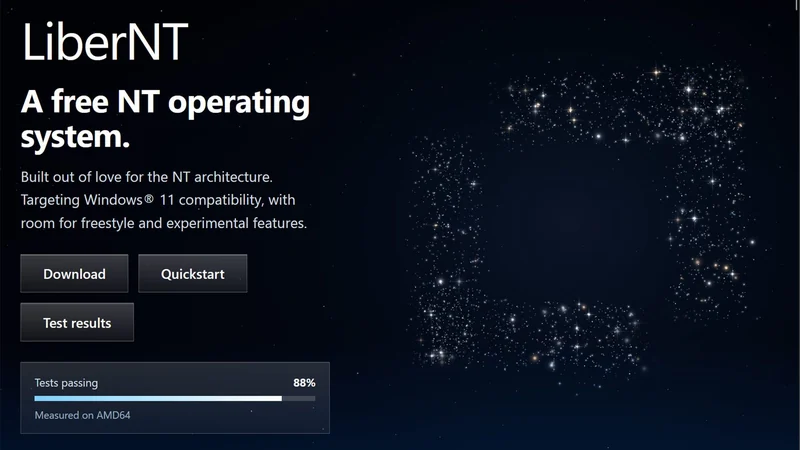 LiberNT
A free NT operating
system.
Built out of love for the NT architecture.
Targeting Windows® 11 compatibility, with
room for freestyle and experimental features.
Download
Quickstart
Test results
Tests passing
88%
Measured on AMD64